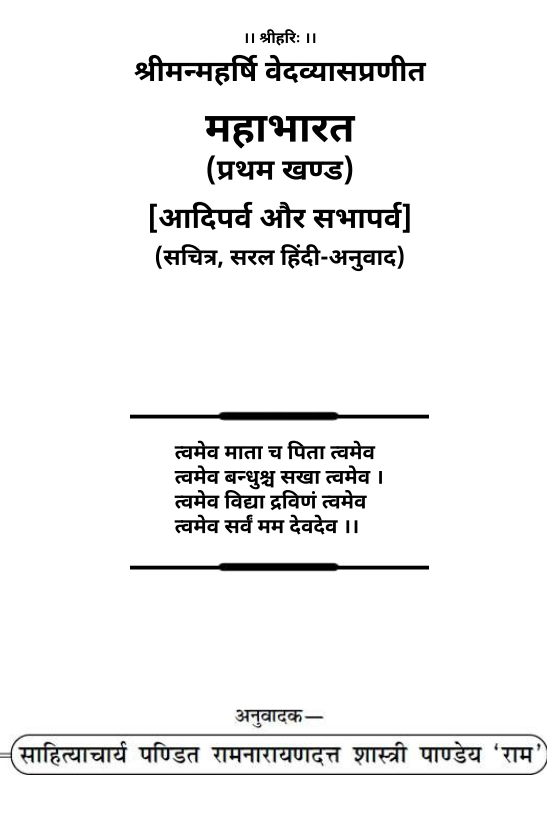 ।। श्रीहरिः ।।
श्रीमन्महर्षि वेदव्यासप्रणीत
महाभारत
(प्रथम खण्ड)
[आदिपर्व और सभापर्व]
(सचित्र, सरल हिंदी-अनुवाद)
त्वमेव माता च पिता त्वमेव
त्वमेव बन्धुश्च सखा त्वमेव ।
त्वमेव विद्या द्रविणं त्वमेव
त्वमेव सर्वं मम देवदेव ।।
अनुवादक—
साहित्याचार्य पण्डित रामनारायणदत्त शास्त्री पाण्डेय ‘राम’